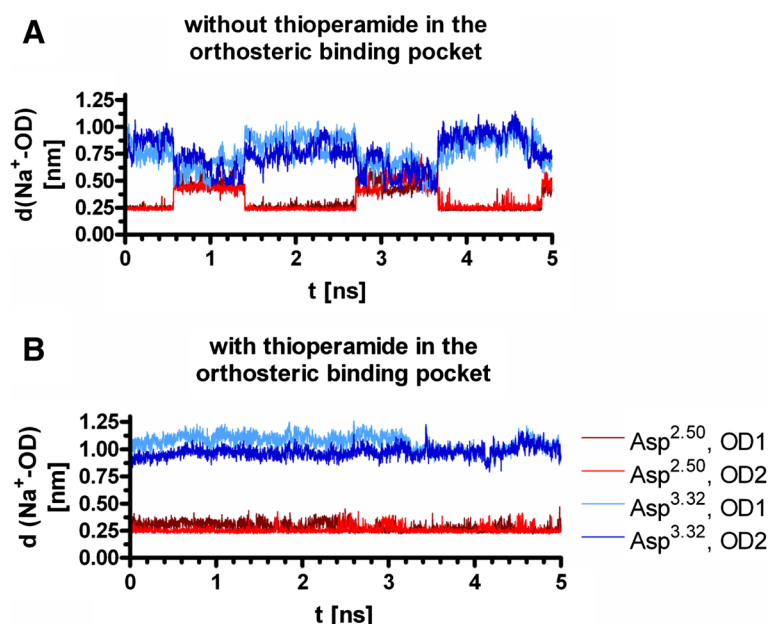 A
without thioperamide in the
orthosteric binding pocket
d(Na⁺-OD)
[nm]
1.25
1.00
0.75
0.50
0.25
0.00
0 1 2 3 4 5
t [ns]
B
with thioperamide in the
orthosteric binding pocket
d (Na⁺-OD)
[nm]
1.25
1.00
0.75
0.50
0.25
0.00
0 1 2 3 4 5
t [ns]
Asp²·⁵⁰, OD1
Asp²·⁵⁰, OD2
Asp³·³², OD1
Asp³·³², OD2